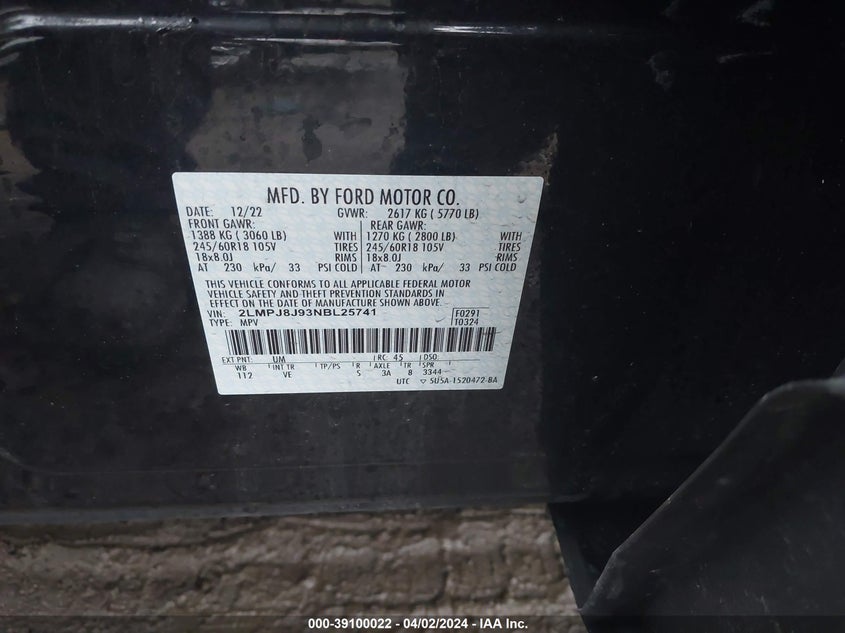 MFD. BY FORD MOTOR CO.
DATE: 12/22 GVWR: 2617 KG ( 5770 LB)
FRONT GAWR: REAR GAWR:
1388 KG ( 3060 LB) WITH 1270 KG ( 2800 LB) WITH
245/60R18 105V TIRES 245/60R18 105V TIRES
18x8.0J RIMS 18x8.0J RIMS
AT 230 kPa/ 33 PSI COLD AT 230 kPa/ 33 PSI COLD
THIS VEHICLE CONFORMS TO ALL APPLICABLE FEDERAL MOTOR
VEHICLE SAFETY AND THEFT PREVENTION STANDARDS IN
EFFECT ON THE DATE OF MANUFACTURE SHOWN ABOVE.
VIN: 2LMPJ8J93NBL25741 F0291
TYPE: MPV T0324
EXT PNT: UM RC: 45 DSO:
WB INT TR TP/PS R AXLE TR SPR
112 VE S 3A 8 3344
UTC ▽ 5U5A-1520472-BA
000-39100022 - 04/02/2024 - IAA Inc.